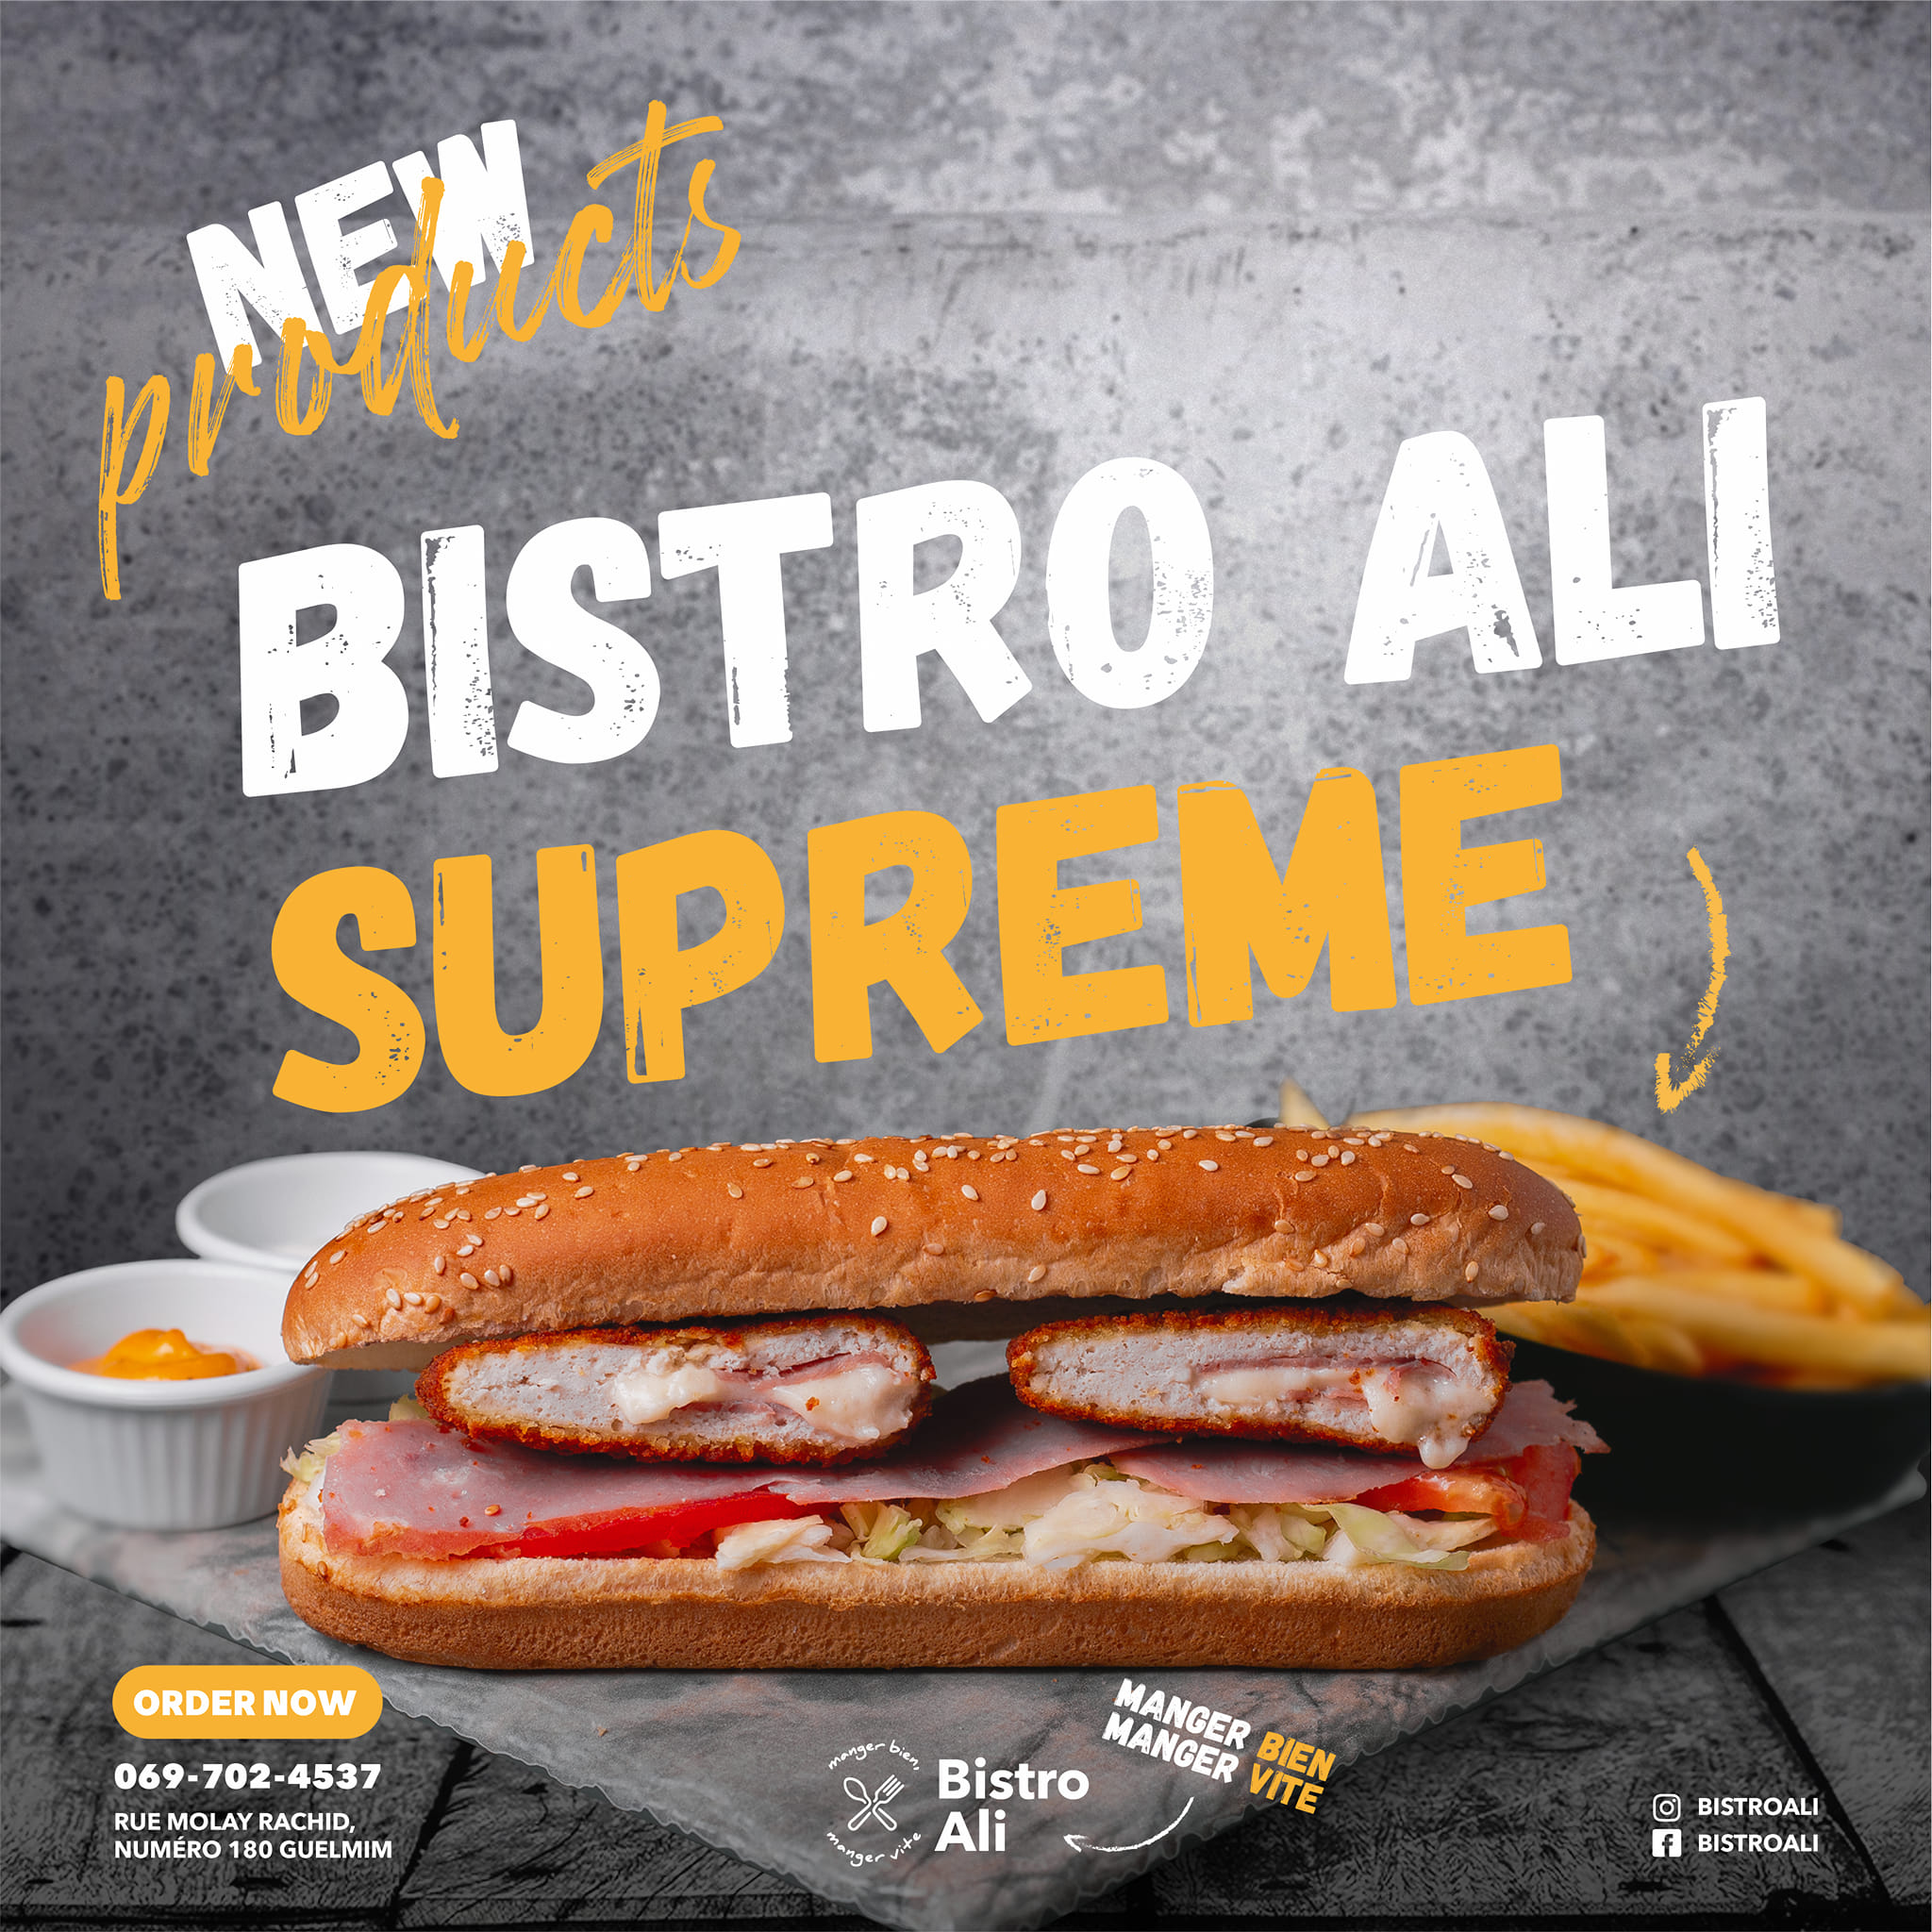 NEW
products
BISTRO ALI
SUPREME
ORDER NOW
069-702-4537
RUE MOLAY RACHID,
NUMÉRO 180 GUELMIM
manger bien,
manger vite
Bistro
Ali
MANGER BIEN
MANGER VITE
BISTROALI
BISTROALI